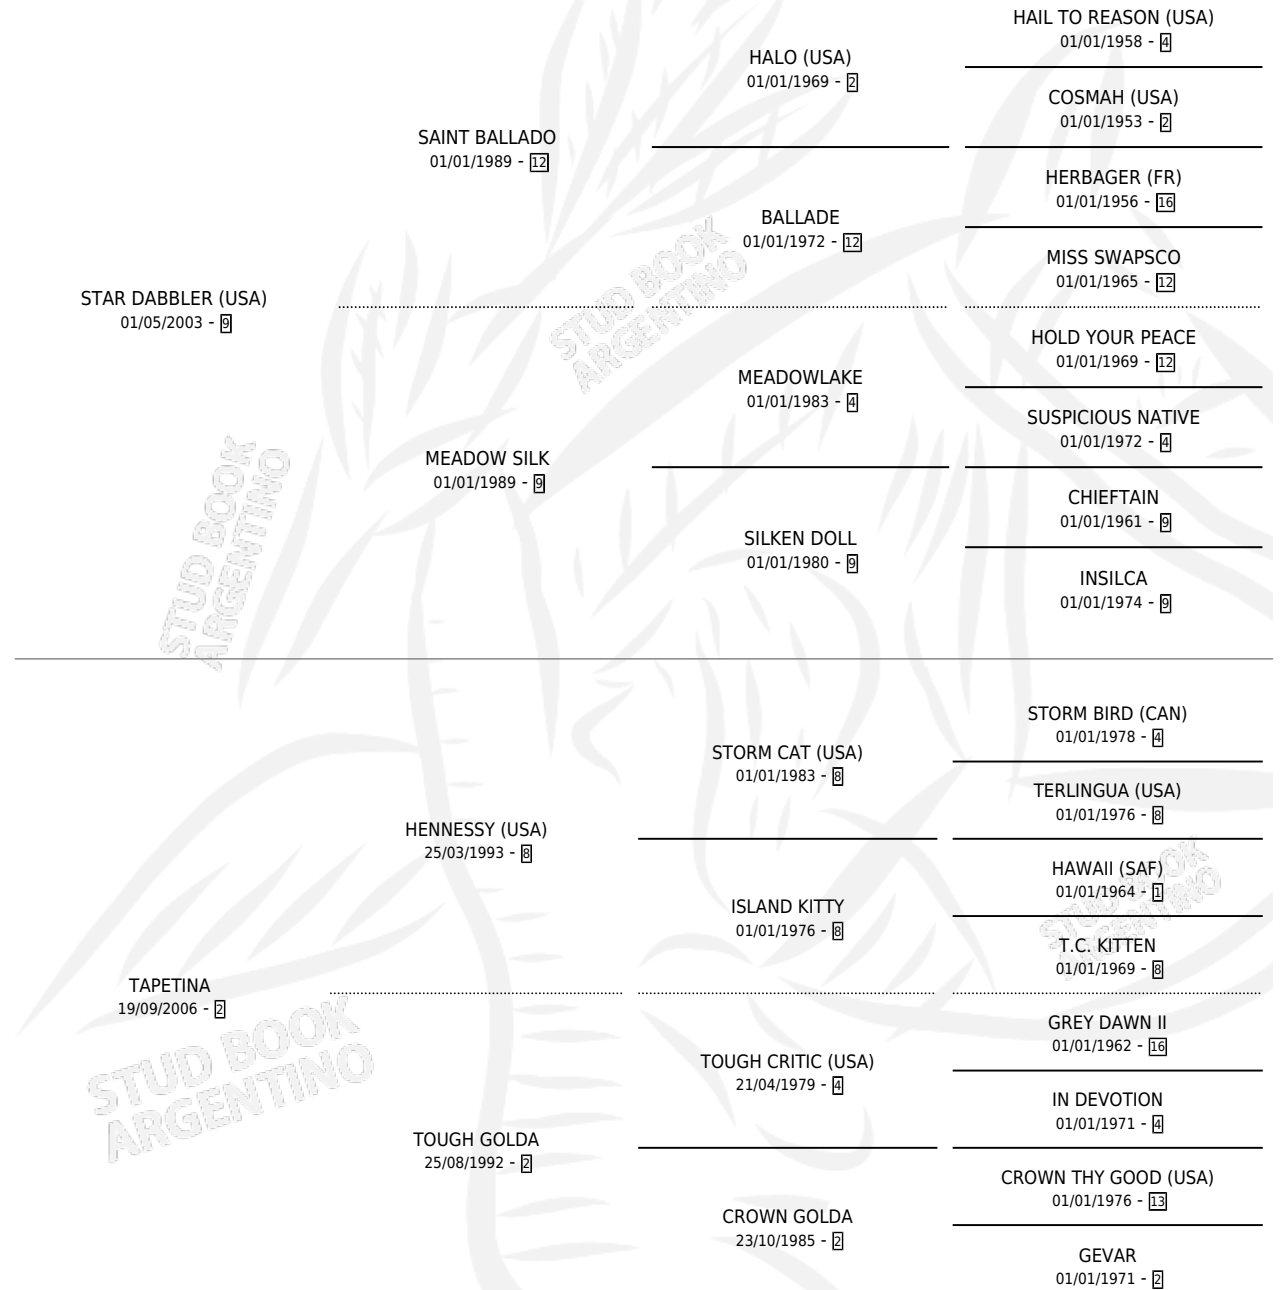 HAIL TO REASON (USA)
01/01/1958 - 4
HALO (USA)
01/01/1969 - 2
COSMAH (USA)
01/01/1953 - 2
SAINT BALLADO
01/01/1989 - 12
HERBAGER (FR)
01/01/1956 - 16
BALLADE
01/01/1972 - 12
MISS SWAPSCO
01/01/1965 - 12
STAR DABBLER (USA)
01/05/2003 - 9
HOLD YOUR PEACE
01/01/1969 - 12
MEADOWLAKE
01/01/1983 - 4
SUSPICIOUS NATIVE
01/01/1972 - 4
MEADOW SILK
01/01/1989 - 9
CHIEFTAIN
01/01/1961 - 9
SILKEN DOLL
01/01/1980 - 9
INSILCA
01/01/1974 - 9
STORM BIRD (CAN)
01/01/1978 - 4
STORM CAT (USA)
01/01/1983 - 8
TERLINGUA (USA)
01/01/1976 - 8
HENNESSY (USA)
25/03/1993 - 8
HAWAII (SAF)
01/01/1964 - 1
ISLAND KITTY
01/01/1976 - 8
T.C. KITTEN
01/01/1969 - 8
TAPETINA
19/09/2006 - 2
GREY DAWN II
01/01/1962 - 16
TOUGH CRITIC (USA)
21/04/1979 - 4
IN DEVOTION
01/01/1971 - 4
TOUGH GOLDA
25/08/1992 - 2
CROWN THY GOOD (USA)
01/01/1976 - 13
CROWN GOLDA
23/10/1985 - 2
GEVAR
01/01/1971 - 2
STUD BOOK
ARGENTINO
STUD BOOK
ARGENTINO
STUD BOOK
ARGENTINO
STUD BOOK
ARGENTINO